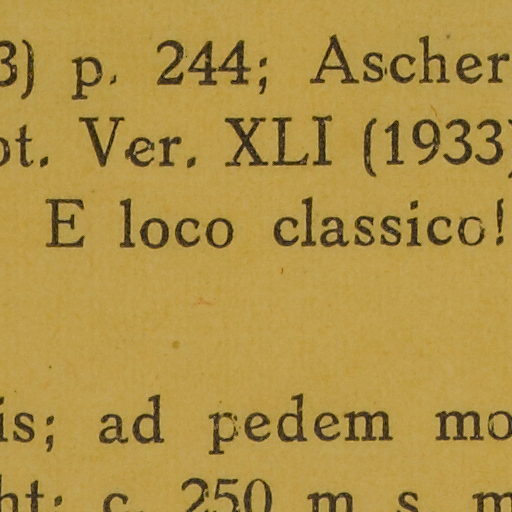 3) p. 244; Ascher
ot. Ver. XLI (1933)
E loco classico!
is; ad pedem mo
ht; c. 250 m s. m